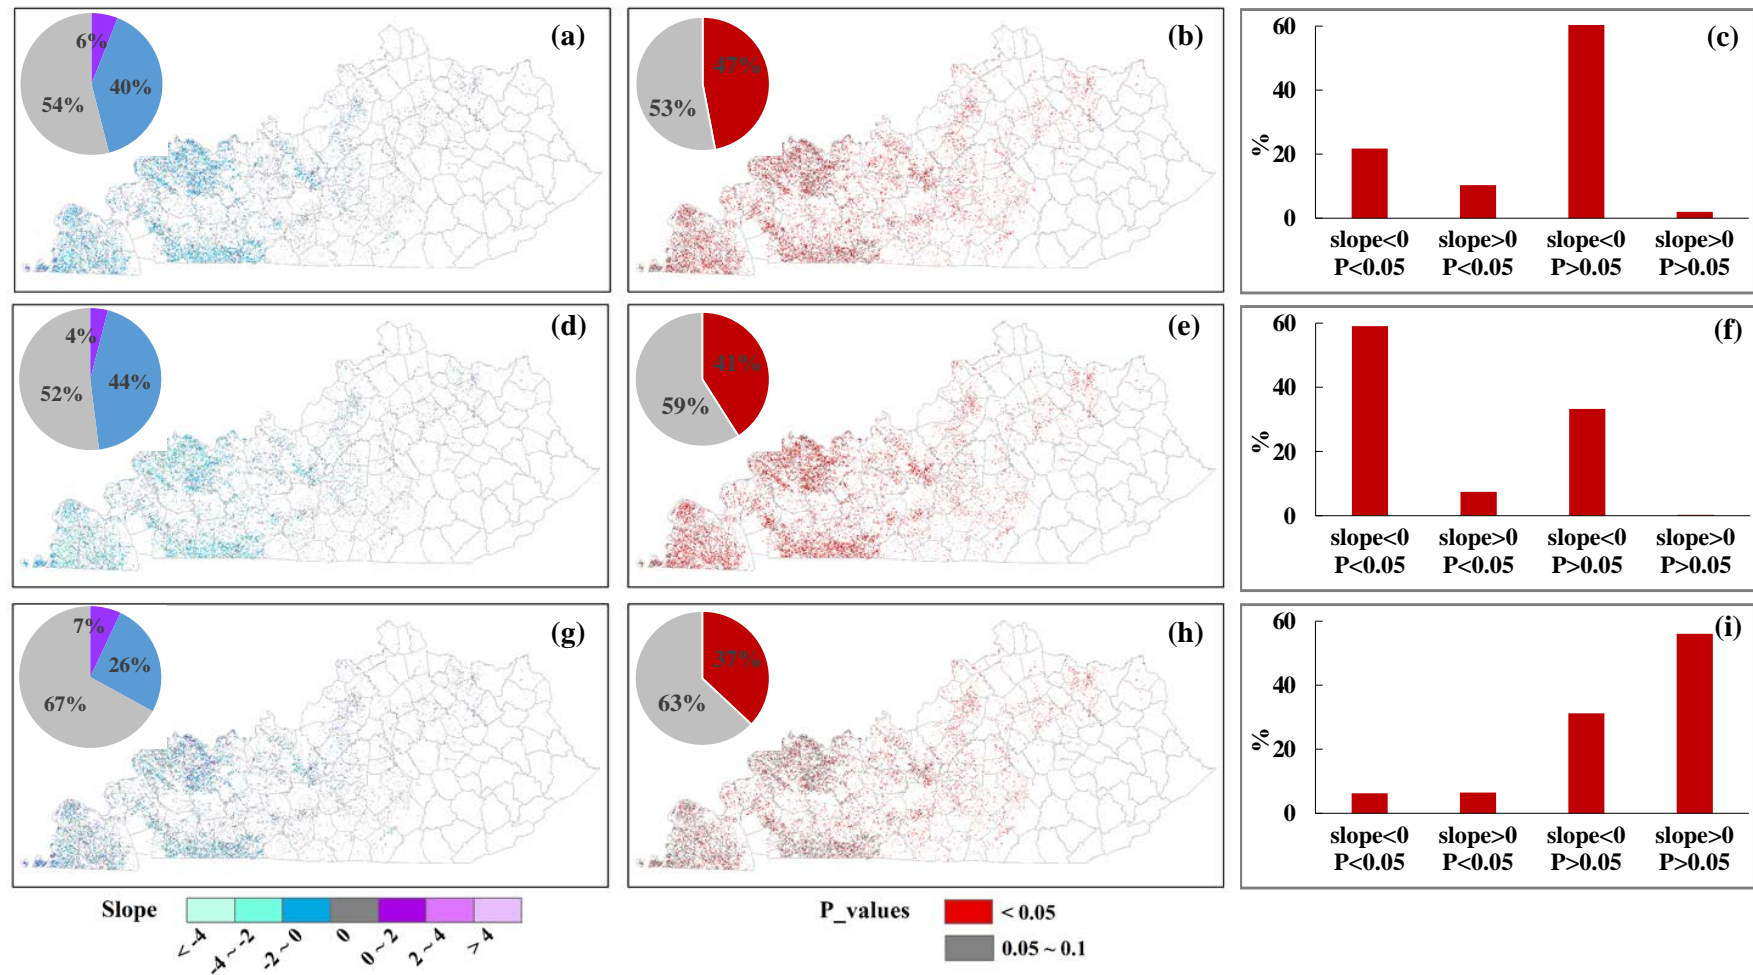 6%
40%
54%
(a)
47%
53%
(b)
60
40
20
0
%
(c)
slope<0 slope>0 slope<0 slope>0
P<0.05 P<0.05 P>0.05 P>0.05
4%
44%
52%
(d)
41%
59%
(e)
60
40
20
0
%
(f)
slope<0 slope>0 slope<0 slope>0
P<0.05 P<0.05 P>0.05 P>0.05
7%
26%
67%
(g)
37%
63%
(h)
60
40
20
0
%
(i)
slope<0 slope>0 slope<0 slope>0
P<0.05 P<0.05 P>0.05 P>0.05
Slope
< -4
-4 ~ -2
-2 ~ 0
0
0 ~ 2
2 ~ 4
> 4
P_values
< 0.05
0.05 ~ 0.1